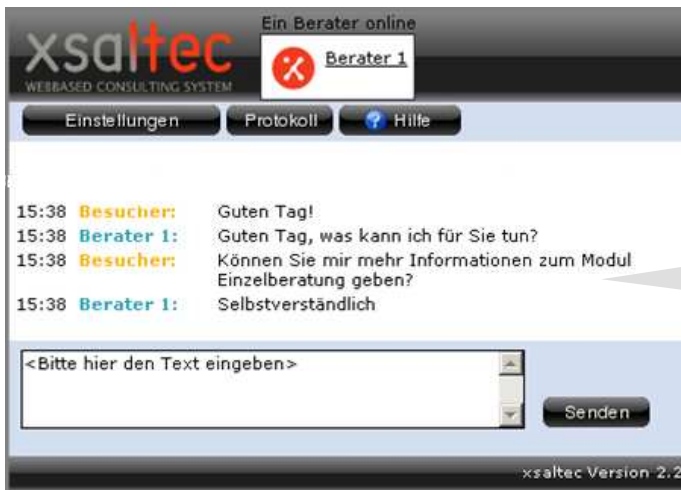 Ein Berater online
xsaltec
WEBBASED CONSULTING SYSTEM
Berater 1
Einstellungen Protokoll ? Hilfe
15:38 Besucher: Guten Tag!
15:38 Berater 1: Guten Tag, was kann ich für Sie tun?
15:38 Besucher: Können Sie mir mehr Informationen zum Modul
Einzelberatung geben?
15:38 Berater 1: Selbstverständlich
<Bitte hier den Text eingeben>
Senden
xsaltec Version 2.2